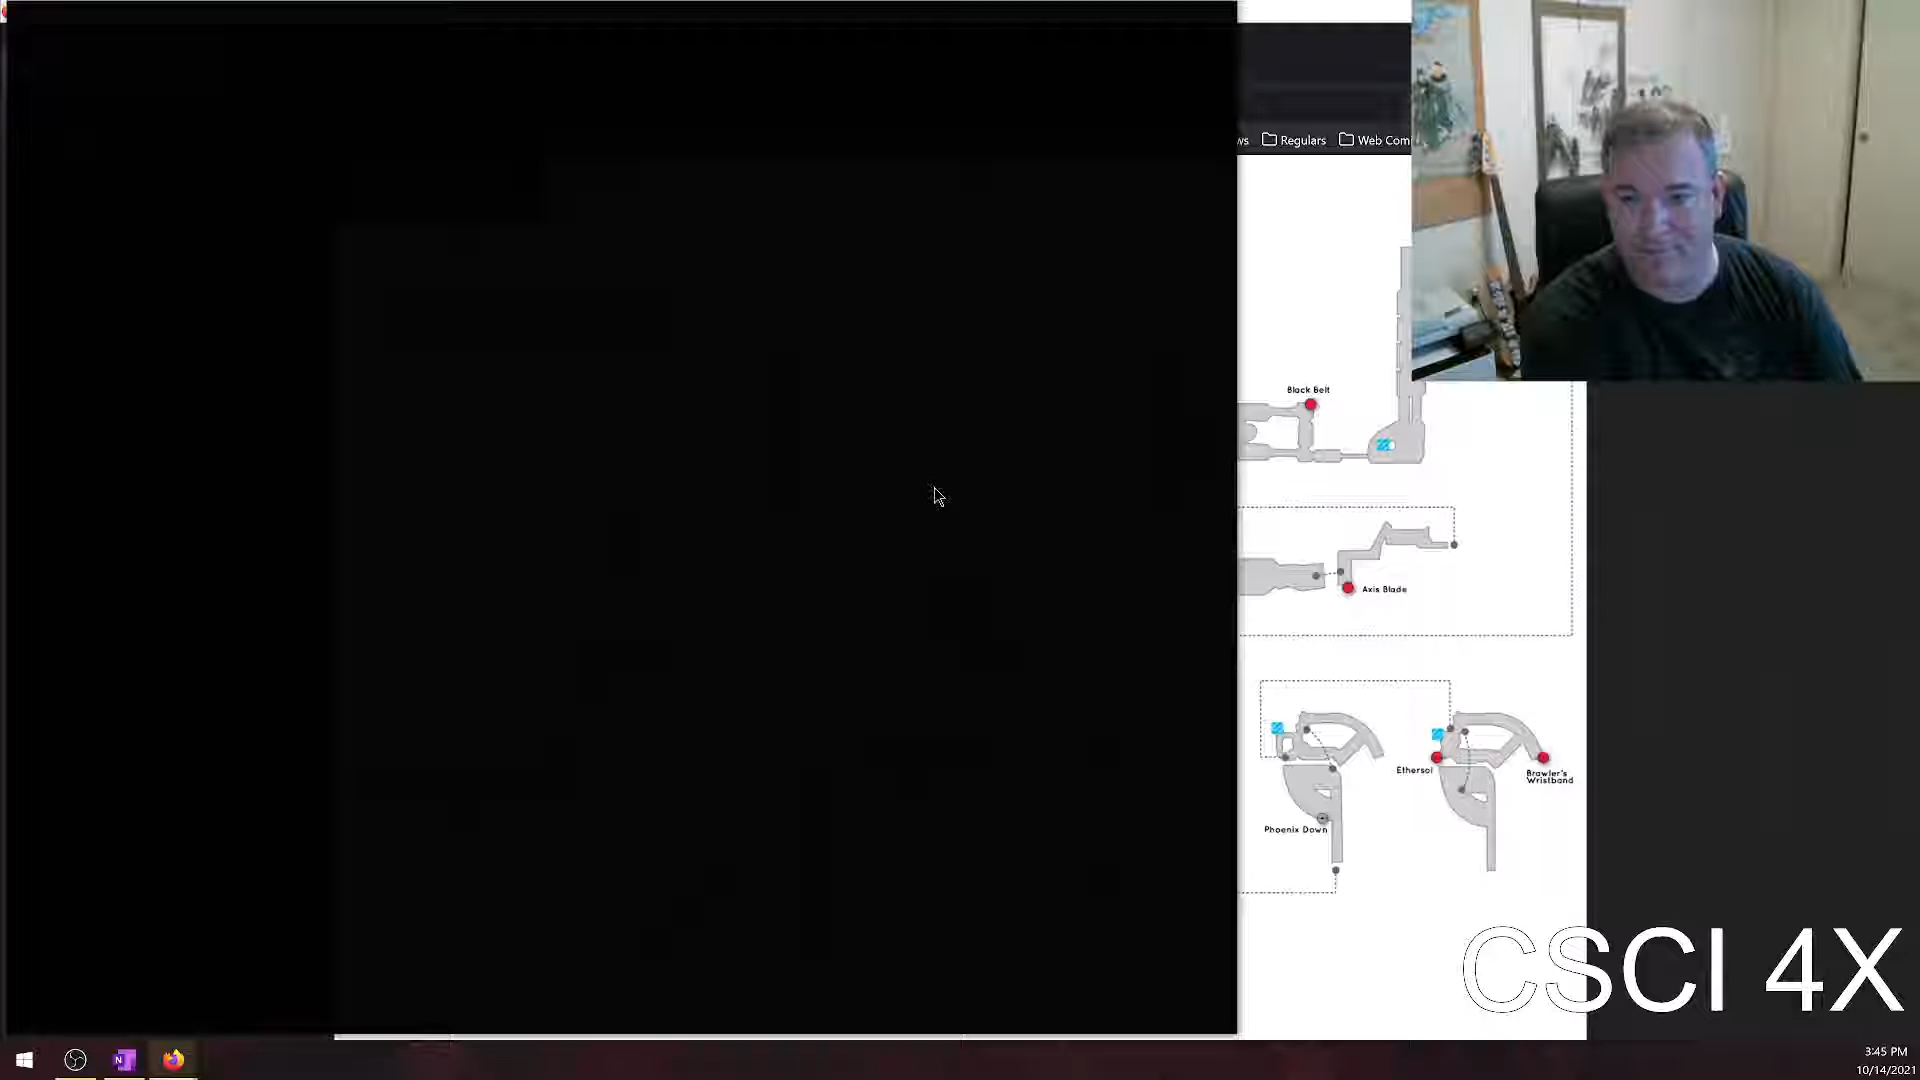 ws Regulars Web Comi
Black Belt
Axis Blade
Ethersol
Brawler's
Wristband
Phoenix Down
CSCI 4X
N
3:45 PM
10/14/2021